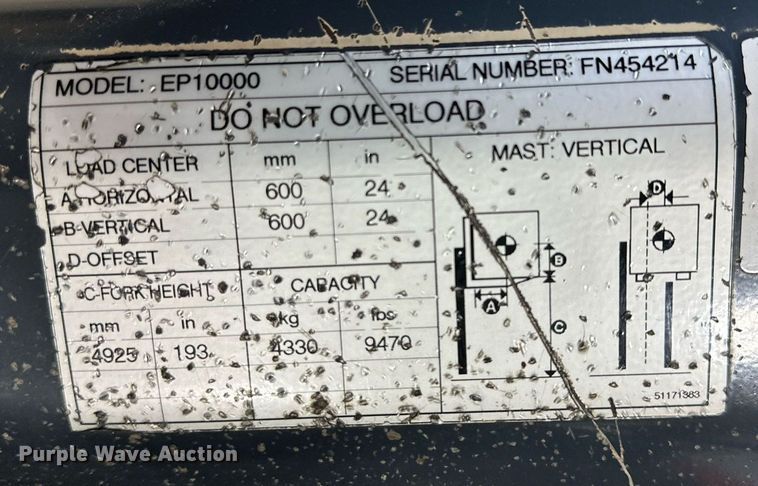 MODEL: EP10000 SERIAL NUMBER: FN454214
DO NOT OVERLOAD
LOAD CENTER mm in
A-HORIZONTAL 600 24
B-VERTICAL 600 24
D-OFFSET
C-FORK HEIGHT CAPACITY
mm in kg lbs
4925 193 4330 9470
MAST: VERTICAL
D
B
A
C
51171383
Purple Wave Auction